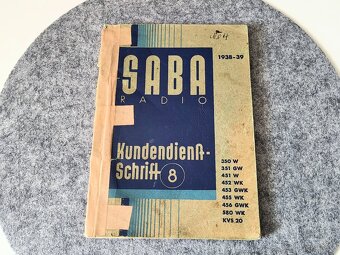 1938-39
SABA
RADIO
Kundendienst-
Schrift 8
350 W
351 GW
451 W
452 WK
453 GWK
455 WK
456 GWK
580 WK
KVS 20